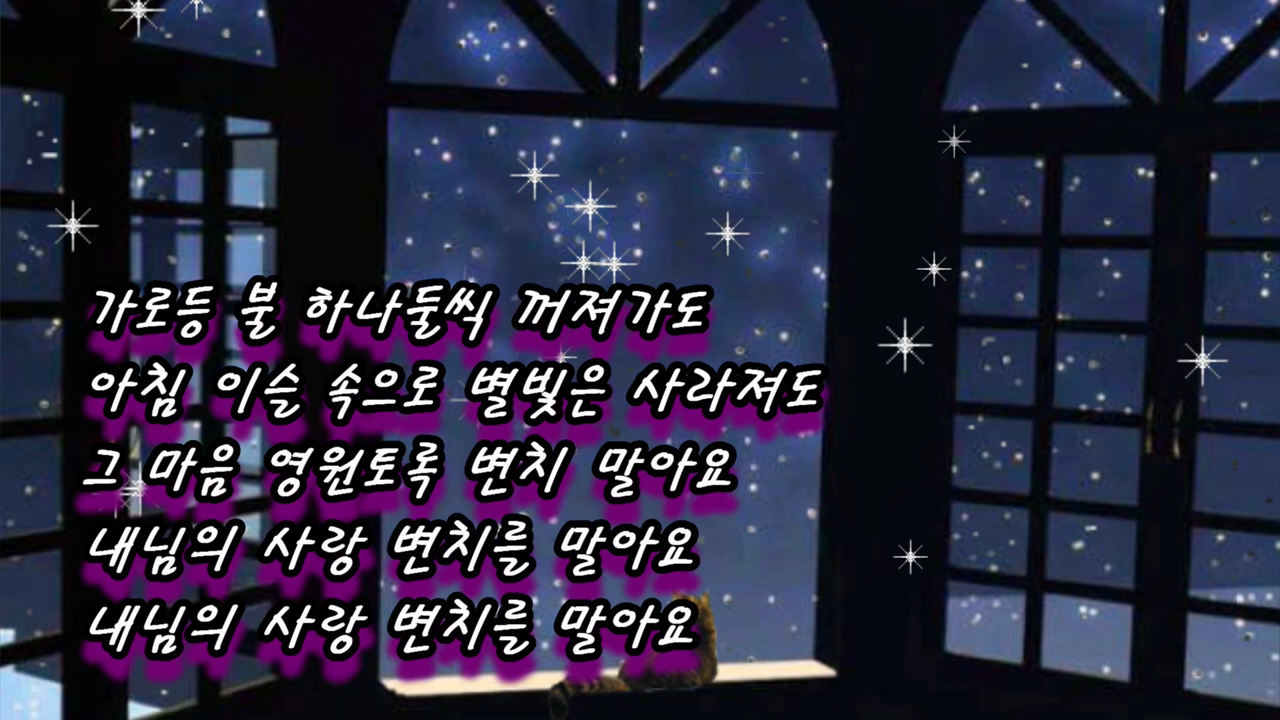 가로등 불 하나둘씩 꺼져가도
아침 이슬 속으로 별빛은 사라져도
그 마음 영원토록 변치 말아요
내님의 사랑 변치를 말아요
내님의 사랑 변치를 말아요